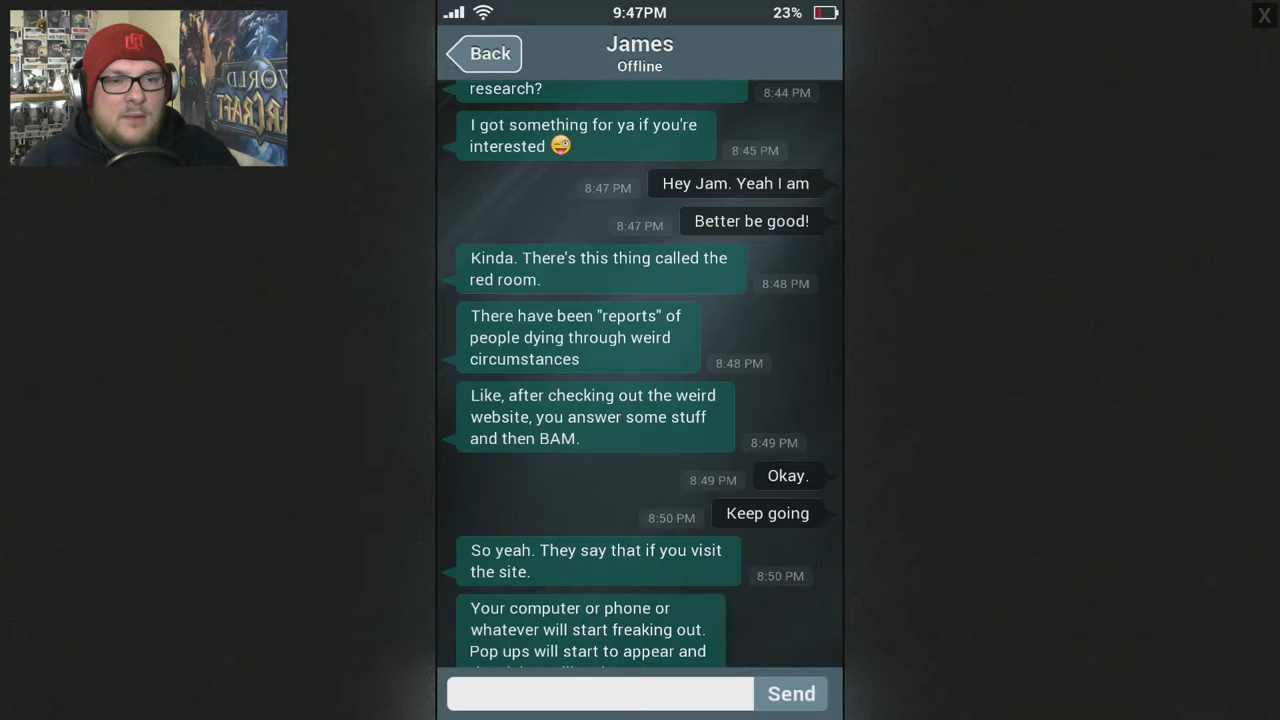 9:47PM
23%
X
Back
James
Offline
research?
8:44 PM
I got something for ya if you're
interested
8:45 PM
8:47 PM
Hey Jam. Yeah I am
8:47 PM
Better be good!
Kinda. There's this thing called the
red room.
8:48 PM
There have been "reports" of
people dying through weird
circumstances
8:48 PM
Like, after checking out the weird
website, you answer some stuff
and then BAM.
8:49 PM
8:49 PM
Okay.
8:50 PM
Keep going
So yeah. They say that if you visit
the site.
8:50 PM
Your computer or phone or
whatever will start freaking out.
Pop ups will start to appear and
Send
WORLD